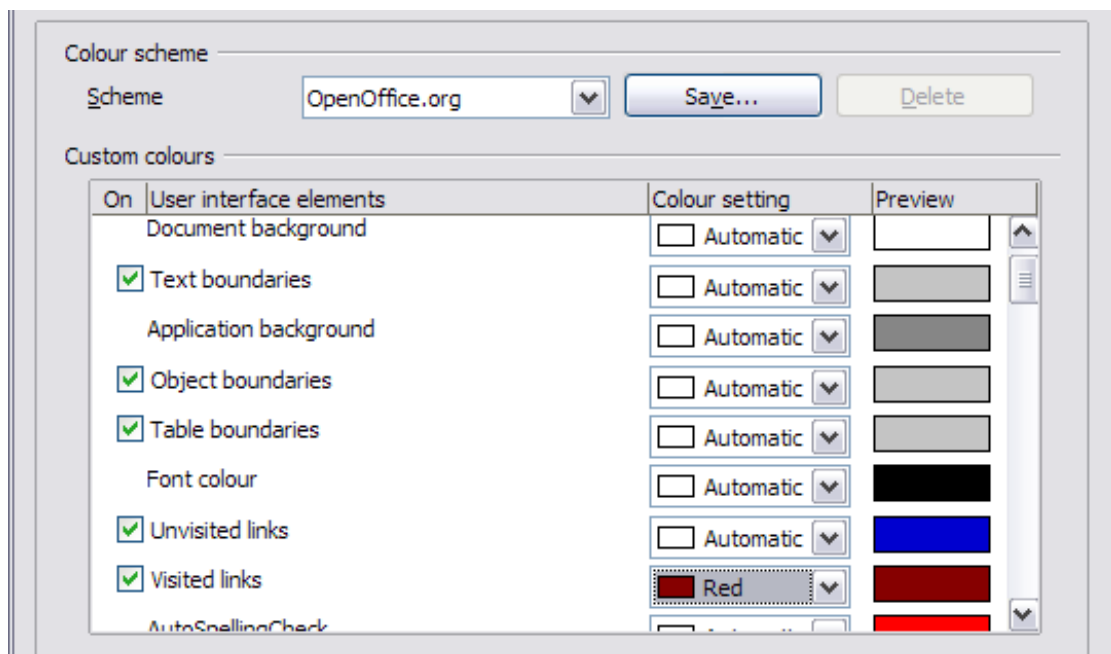 Colour scheme
Scheme OpenOffice.org Save... Delete
Custom colours
On User interface elements Colour setting Preview
Document background Automatic
Text boundaries Automatic
Application background Automatic
Object boundaries Automatic
Table boundaries Automatic
Font colour Automatic
Unvisited links Automatic
Visited links Red
AutoSpellingCheck